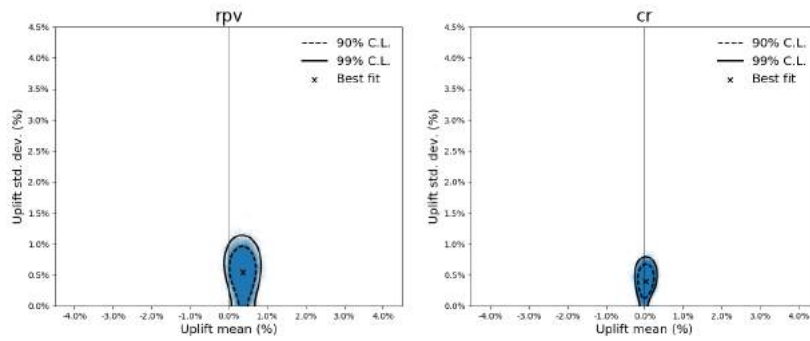 rpv
4.5%
4.0%
3.5%
3.0%
2.5%
2.0%
1.5%
1.0%
0.5%
0.0%
Uplift std. dev. (%)
90% C.L.
99% C.L.
Best fit
-4.0% -3.0% -2.0% -1.0% 0.0% 1.0% 2.0% 3.0% 4.0%
Uplift mean (%)
cr
4.5%
4.0%
3.5%
3.0%
2.5%
2.0%
1.5%
1.0%
0.5%
0.0%
Uplift std. dev. (%)
90% C.L.
99% C.L.
Best fit
-4.0% -3.0% -2.0% -1.0% 0.0% 1.0% 2.0% 3.0% 4.0%
Uplift mean (%)